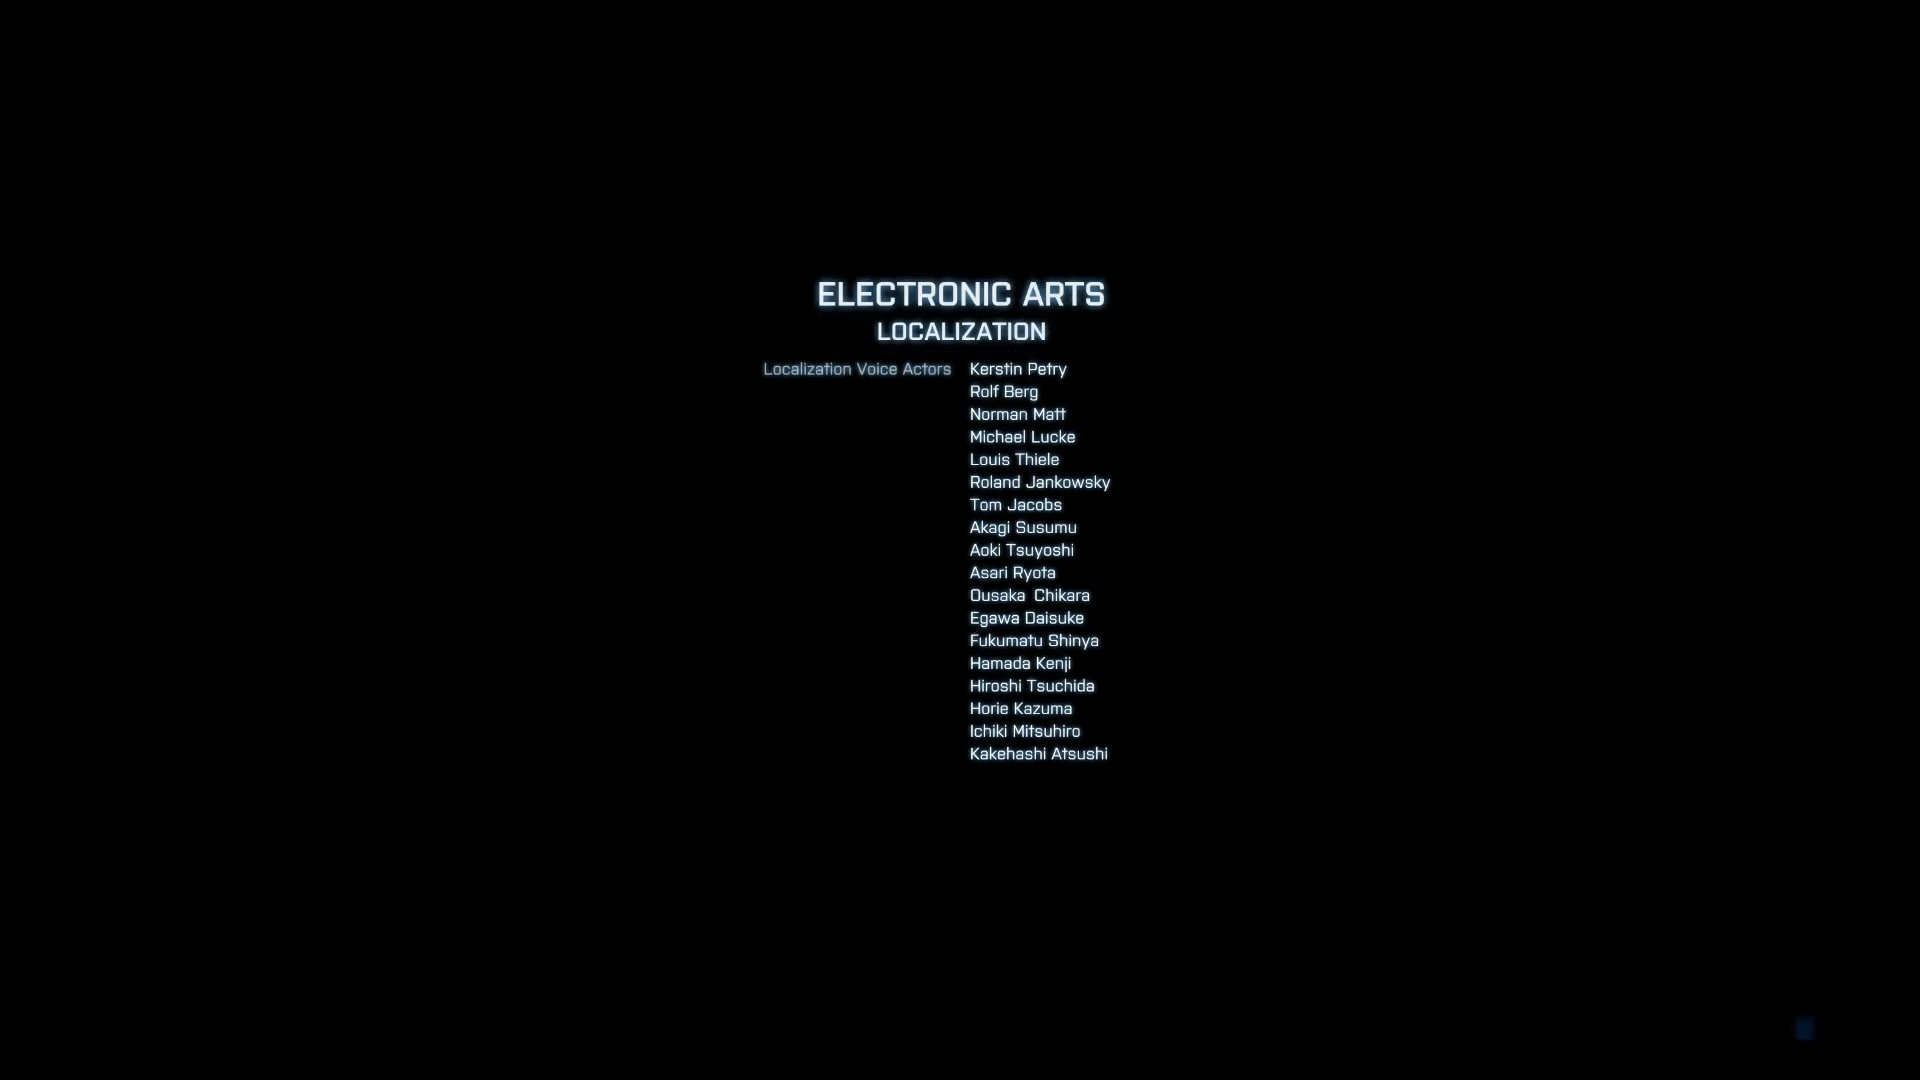 ELECTRONIC ARTS
LOCALIZATION
Localization Voice Actors Kerstin Petry
Rolf Berg
Norman Matt
Michael Lucke
Louis Thiele
Roland Jankowsky
Tom Jacobs
Akagi Susumu
Aoki Tsuyoshi
Asari Ryota
Ousaka  Chikara
Egawa Daisuke
Fukumatu Shinya
Hamada Kenji
Hiroshi Tsuchida
Horie Kazuma
Ichiki Mitsuhiro
Kakehashi Atsushi